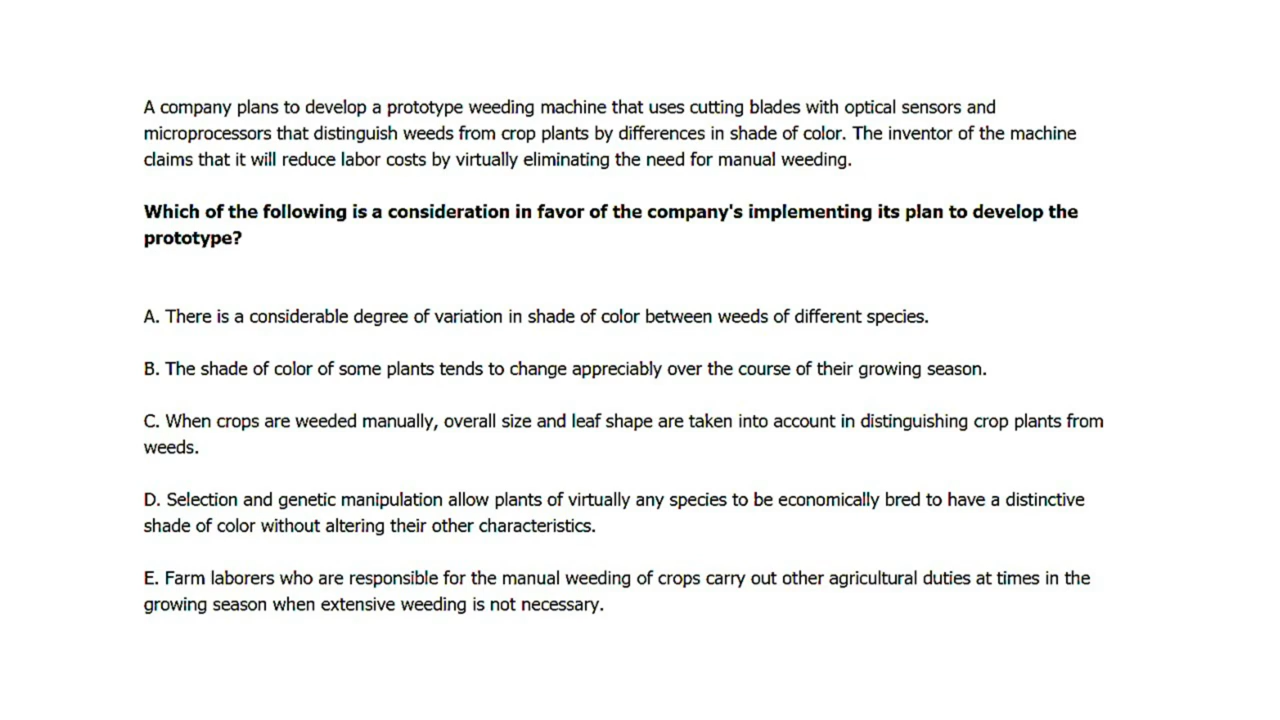 A company plans to develop a prototype weeding machine that uses cutting blades with optical sensors and
microprocessors that distinguish weeds from crop plants by differences in shade of color. The inventor of the machine
claims that it will reduce labor costs by virtually eliminating the need for manual weeding.
Which of the following is a consideration in favor of the company's implementing its plan to develop the
prototype?
A. There is a considerable degree of variation in shade of color between weeds of different species.
B. The shade of color of some plants tends to change appreciably over the course of their growing season.
C. When crops are weeded manually, overall size and leaf shape are taken into account in distinguishing crop plants from
weeds.
D. Selection and genetic manipulation allow plants of virtually any species to be economically bred to have a distinctive
shade of color without altering their other characteristics.
E. Farm laborers who are responsible for the manual weeding of crops carry out other agricultural duties at times in the
growing season when extensive weeding is not necessary.